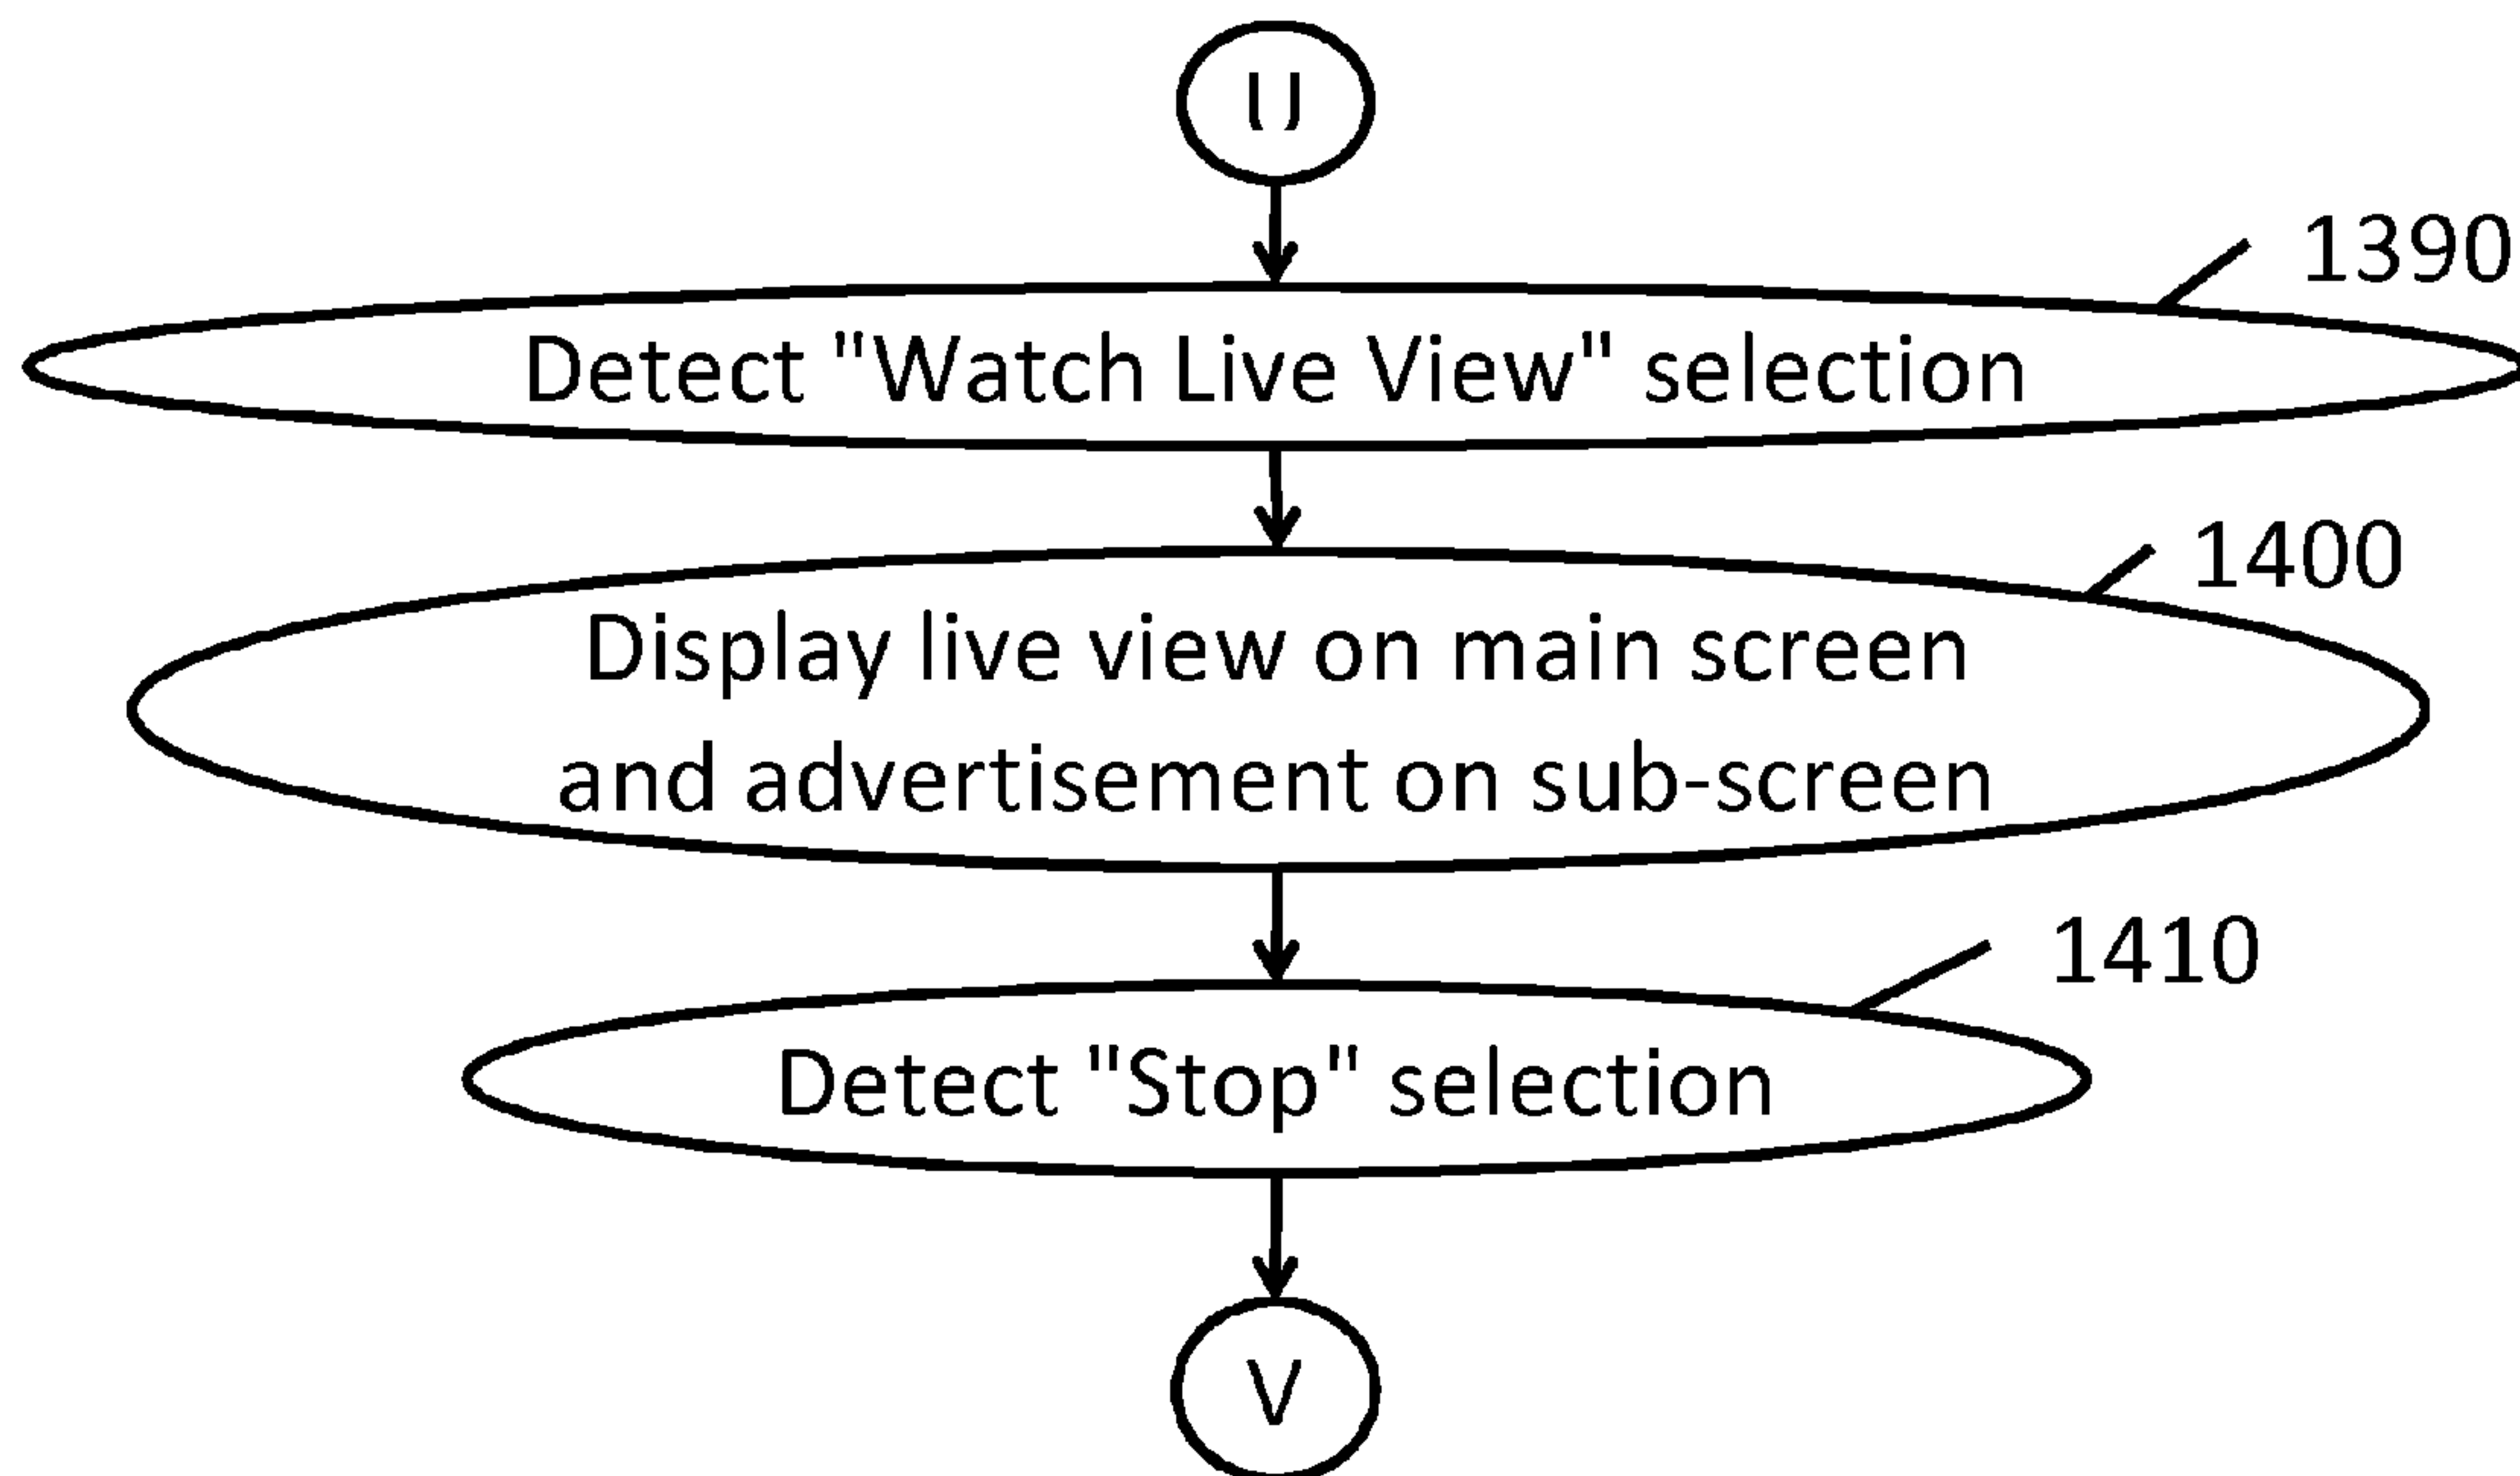 U
1390
Detect "Watch Live View" selection
1400
Display live view on main screen
and advertisement on sub-screen
1410
Detect "Stop" selection
V